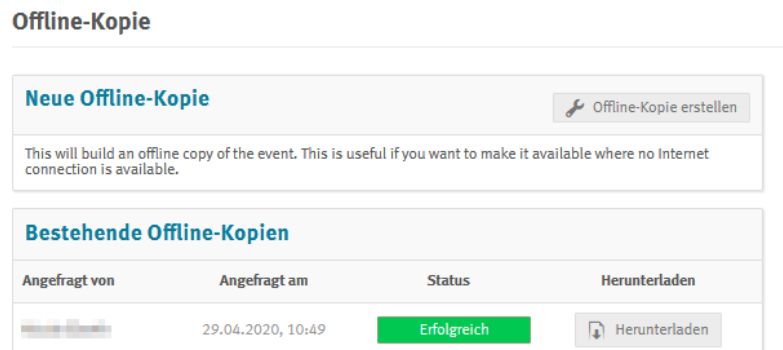 Offline-Kopie
Neue Offline-Kopie
Offline-Kopie erstellen
This will build an offline copy of the event. This is useful if you want to make it available where no Internet
connection is available.
Bestehende Offline-Kopien
Angefragt von Angefragt am Status Herunterladen
29.04.2020, 10:49 Erfolgreich Herunterladen